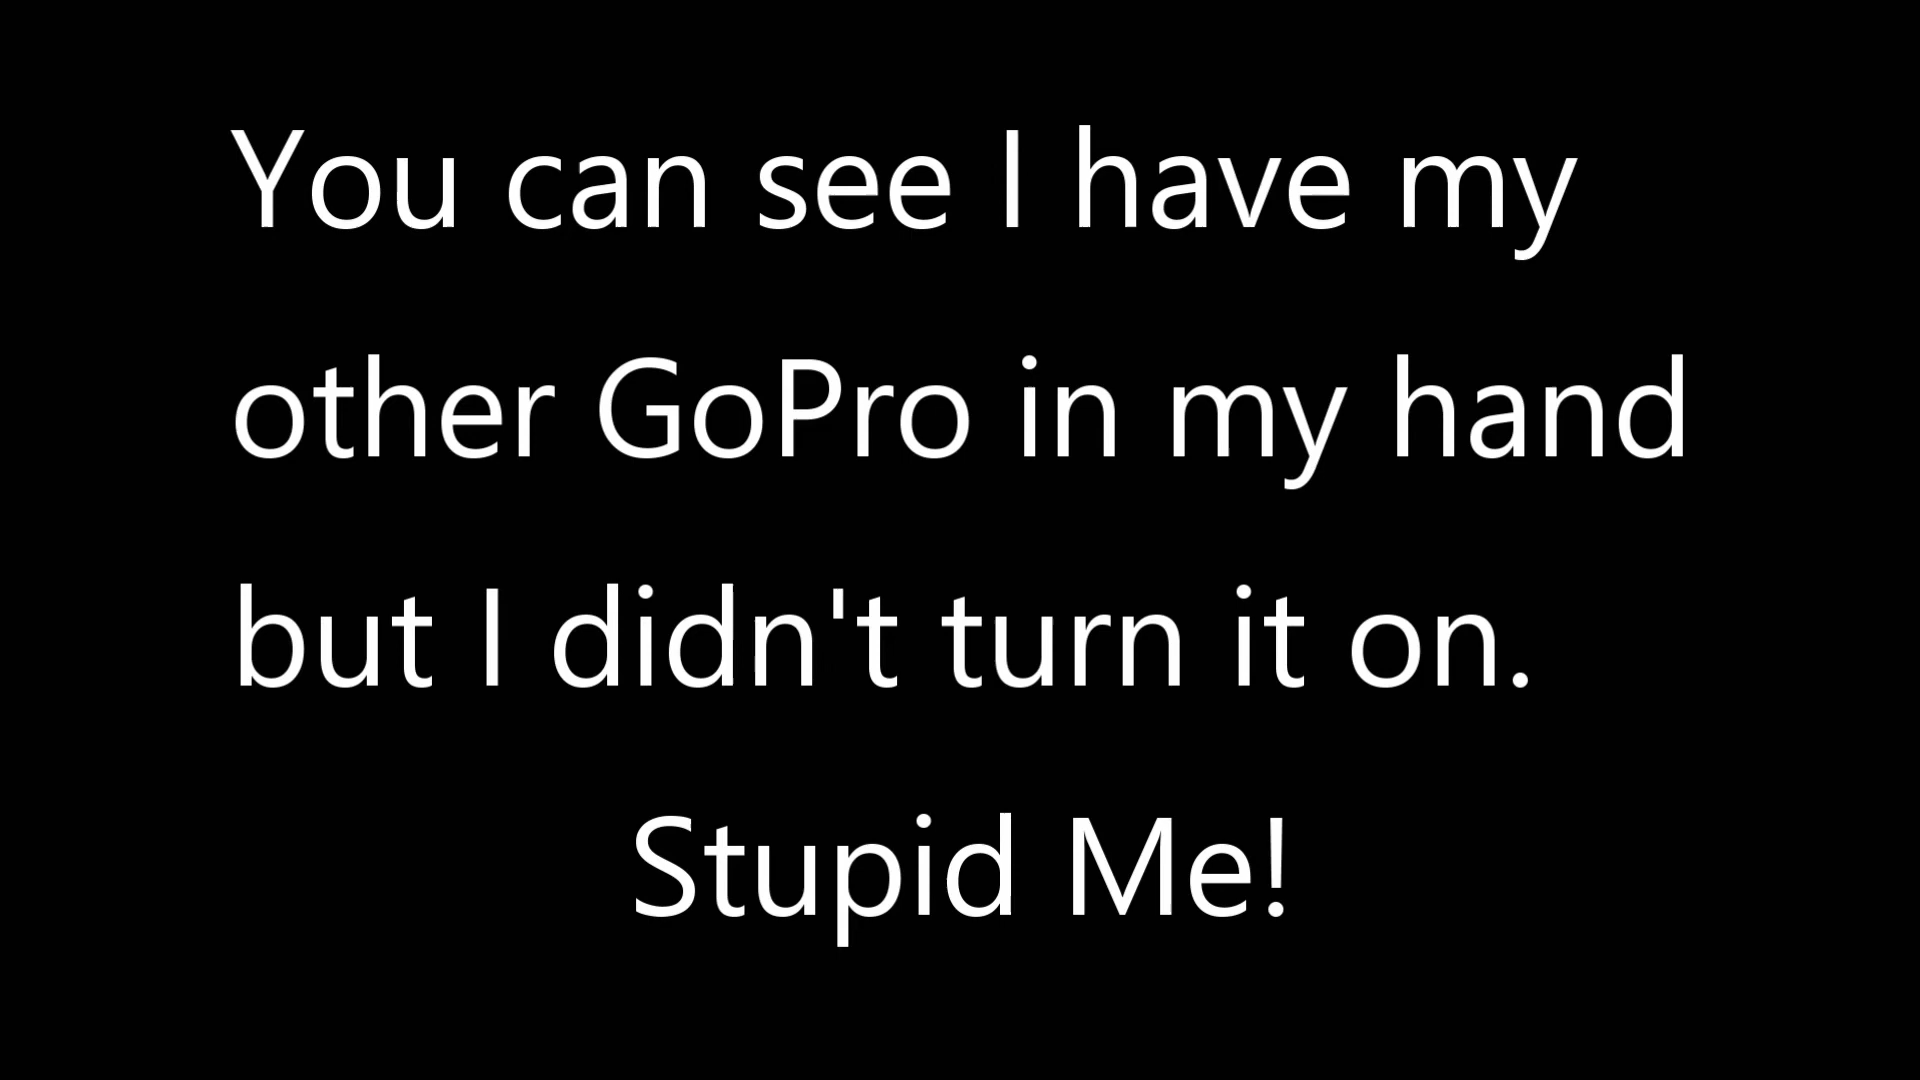 You can see I have my
other GoPro in my hand
but I didn't turn it on.
Stupid Me!